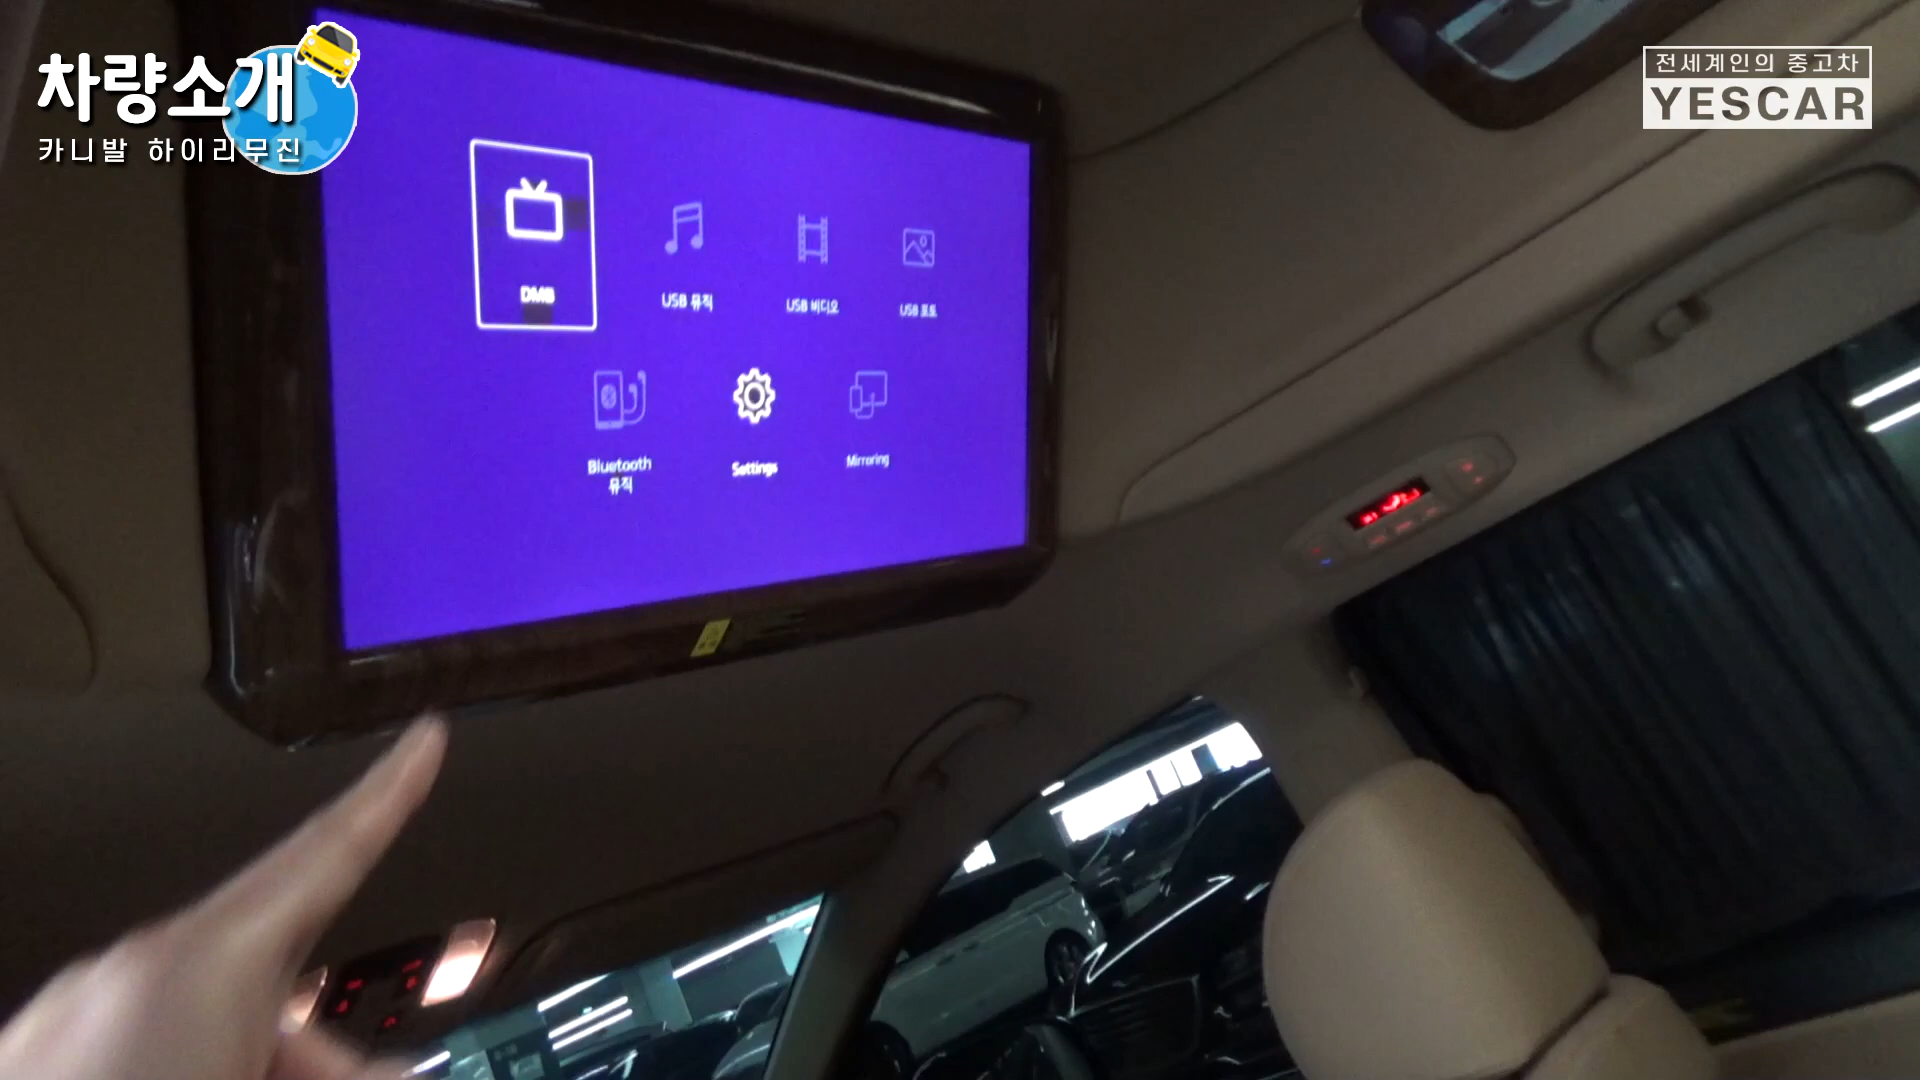 차량소개
카니발 하이리무진
전세계인의 중고차
YESCAR
DMB
USB 뮤직
USB 비디오
USB 포토
Bluetooth
뮤직
Settings
Mirroring